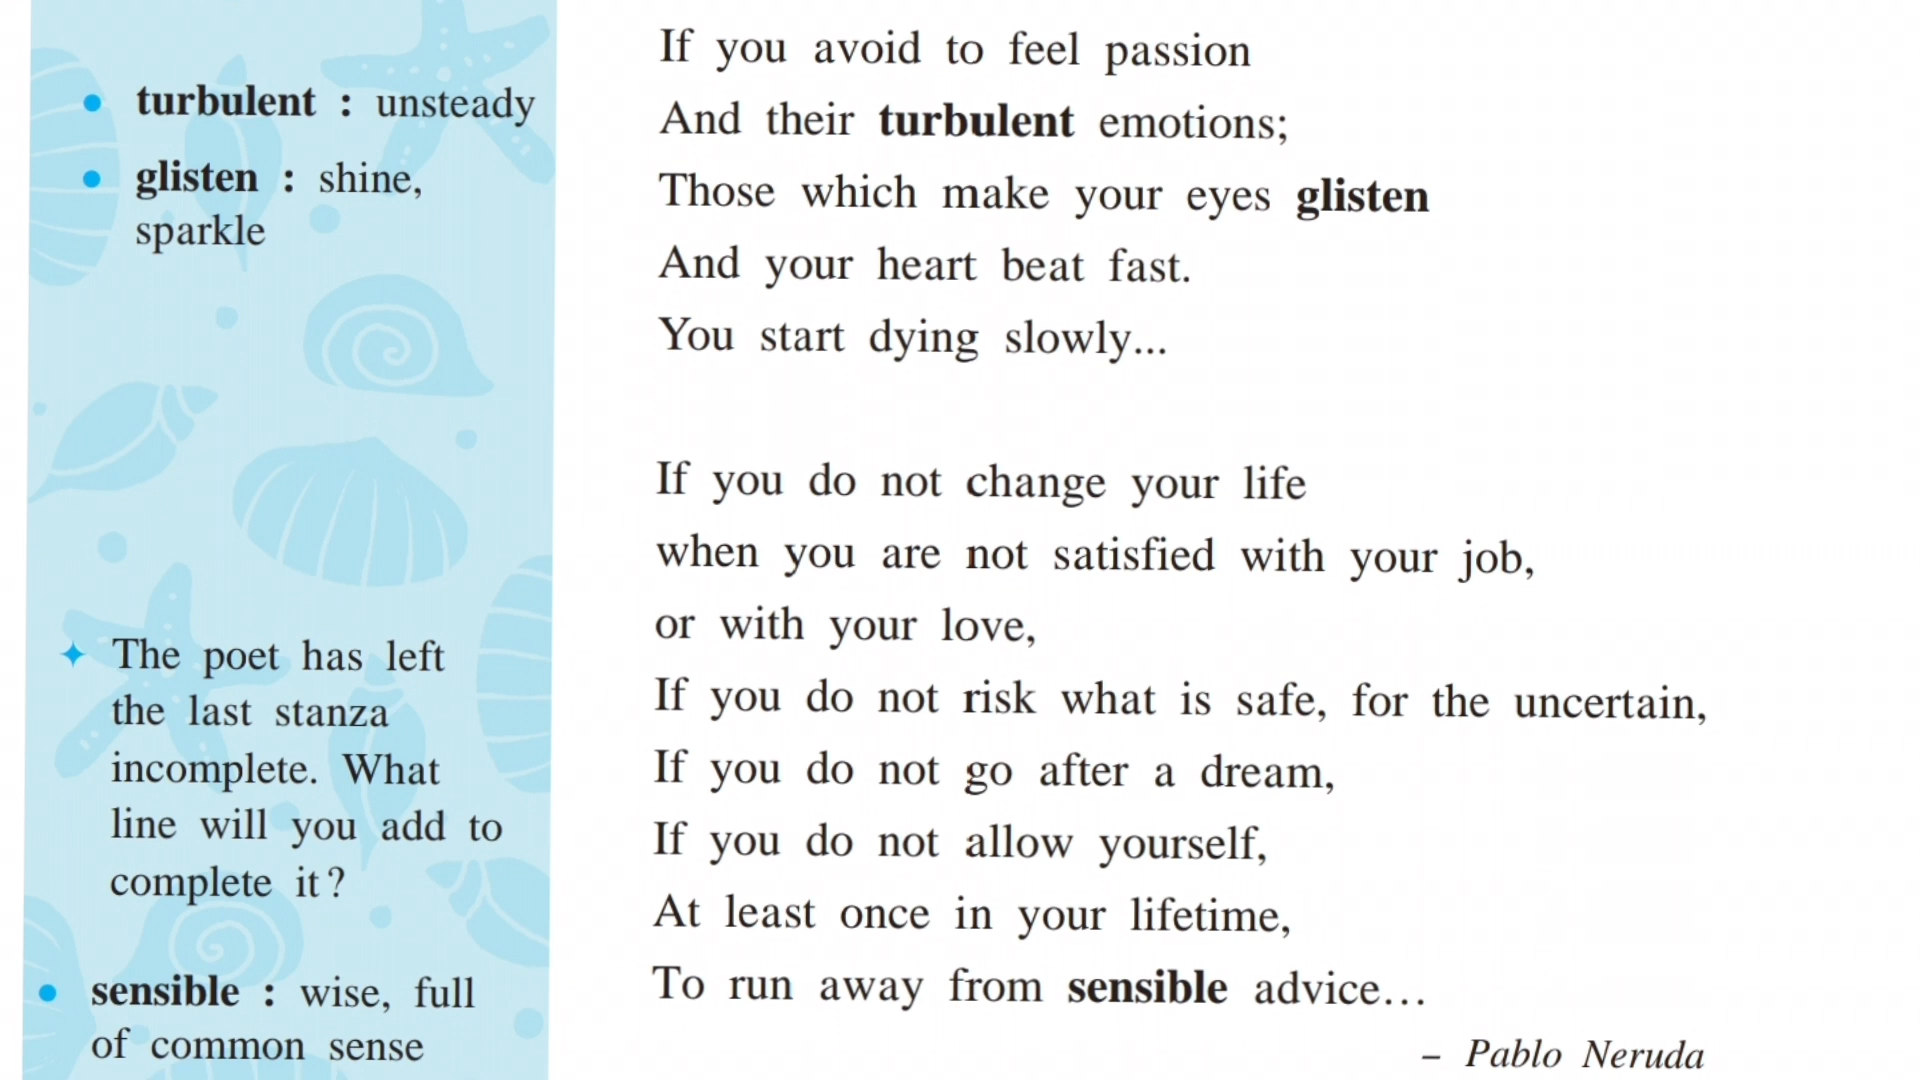 turbulent : unsteady
glisten : shine,
sparkle
The poet has left
the last stanza
incomplete. What
line will you add to
complete it?
sensible : wise, full
of common sense
If you avoid to feel passion
And their turbulent emotions;
Those which make your eyes glisten
And your heart beat fast.
You start dying slowly...
If you do not change your life
when you are not satisfied with your job,
or with your love,
If you do not risk what is safe, for the uncertain,
If you do not go after a dream,
If you do not allow yourself,
At least once in your lifetime,
To run away from sensible advice...
– Pablo Neruda